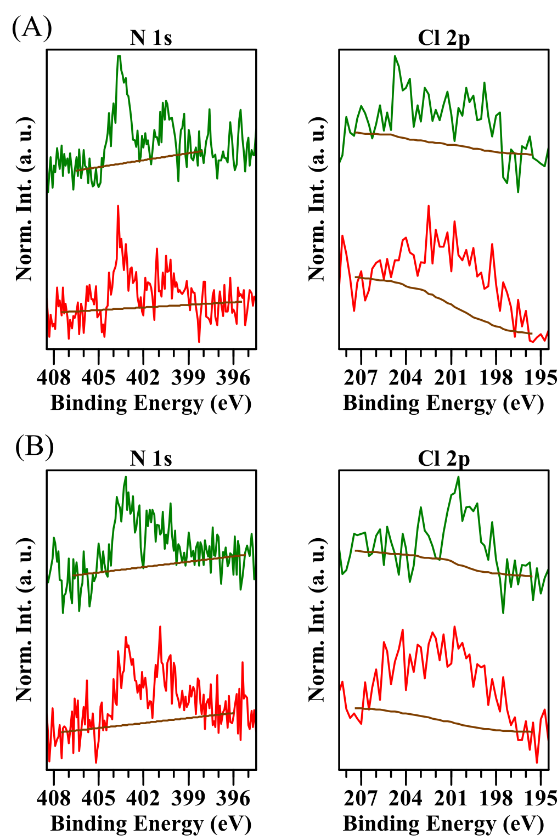 (A)
N 1s
Cl 2p
Norm. Int. (a. u.)
Norm. Int. (a. u.)
408 405 402 399 396
207 204 201 198 195
Binding Energy (eV)
Binding Energy (eV)
(B)
N 1s
Cl 2p
Norm. Int. (a. u.)
Norm. Int. (a. u.)
408 405 402 399 396
207 204 201 198 195
Binding Energy (eV)
Binding Energy (eV)